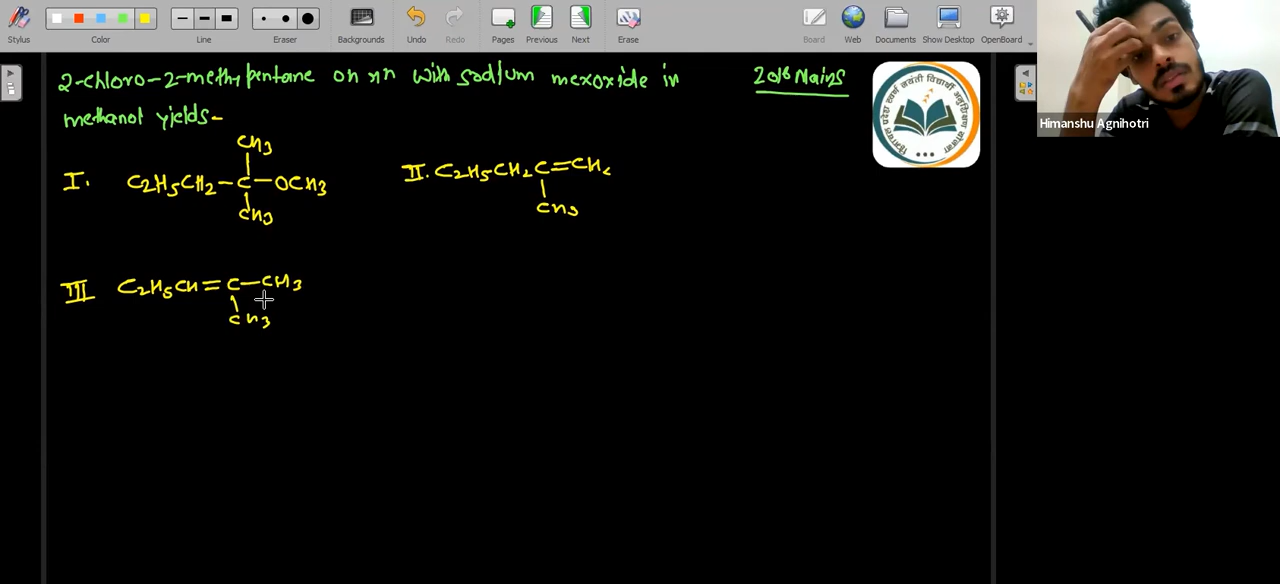 Stylus
Color
Line
Eraser
Backgrounds
Undo
Redo
Pages
Previous
Next
Erase
Board
Web
Documents
Show Desktop
OpenBoard
2-chloro-2-methylpentane on rxn with sodium mexoxide in
methanol yields-
2016 Mains
Himanshu Agnihotri
CH3
I. C2H5CH2-C-OCH3
CH3
II. C2H5CH2C=CH2
CH3
III C2H5CH=C-CH3
CH3